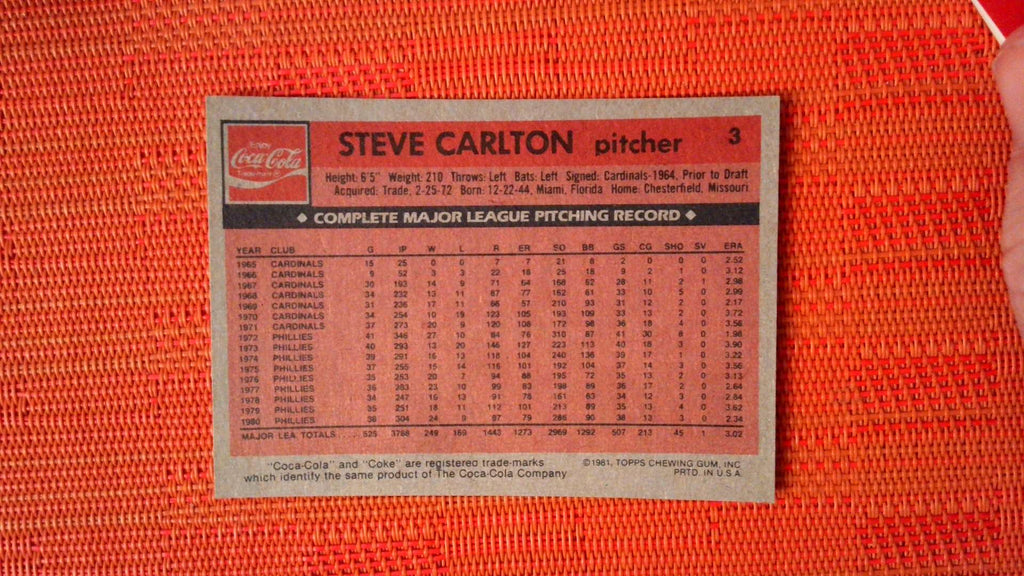 ENJOY
Coca-Cola
Trade-mark ®
STEVE CARLTON pitcher 3
Height: 6'5" Weight: 210 Throws: Left Bats: Left Signed: Cardinals-1964, Prior to Draft
Acquired: Trade, 2-25-72 Born: 12-22-44, Miami, Florida Home: Chesterfield, Missouri
◆ COMPLETE MAJOR LEAGUE PITCHING RECORD ◆
YEAR CLUB G IP W L R ER SO BB GS CG SHO SV ERA
1965 CARDINALS 15 25 0 0 7 7 21 8 2 0 0 0 2.52
1966 CARDINALS 9 52 3 3 22 18 25 18 9 2 1 0 3.12
1967 CARDINALS 30 193 14 9 71 64 168 62 28 11 2 1 2.98
1968 CARDINALS 34 232 13 11 87 77 162 61 33 10 5 0 2.99
1969 CARDINALS 31 236 17 11 66 57 210 93 31 12 2 0 2.17
1970 CARDINALS 34 254 10 19 123 105 193 109 33 13 2 0 3.72
1971 CARDINALS 37 273 20 9 120 108 172 98 36 18 4 0 3.56
1972 PHILLIES 41 346 27 10 84 76 310 87 41 30 8 0 1.98
1973 PHILLIES 40 293 13 20 146 127 223 113 40 18 3 0 3.90
1974 PHILLIES 39 291 16 13 118 104 240 136 39 17 1 0 3.22
1975 PHILLIES 37 255 15 14 116 101 192 104 37 14 3 0 3.56
1976 PHILLIES 35 253 20 7 94 88 195 72 35 13 2 0 3.13
1977 PHILLIES 36 283 23 10 99 83 198 89 36 17 2 0 2.64
1978 PHILLIES 34 247 16 13 91 78 161 63 34 12 3 0 2.84
1979 PHILLIES 35 251 18 11 112 101 213 89 35 13 4 0 3.62
1980 PHILLIES 38 304 24 9 87 79 286 90 38 13 3 0 2.34
MAJOR LEA. TOTALS ..... 525 3768 249 169 1443 1273 2969 1292 507 213 45 1 3.02
"Coca-Cola" and "Coke" are registered trade-marks
which identify the same product of The Coca-Cola Company
©1981, TOPPS CHEWING GUM, INC
PRTD. IN U.S.A.